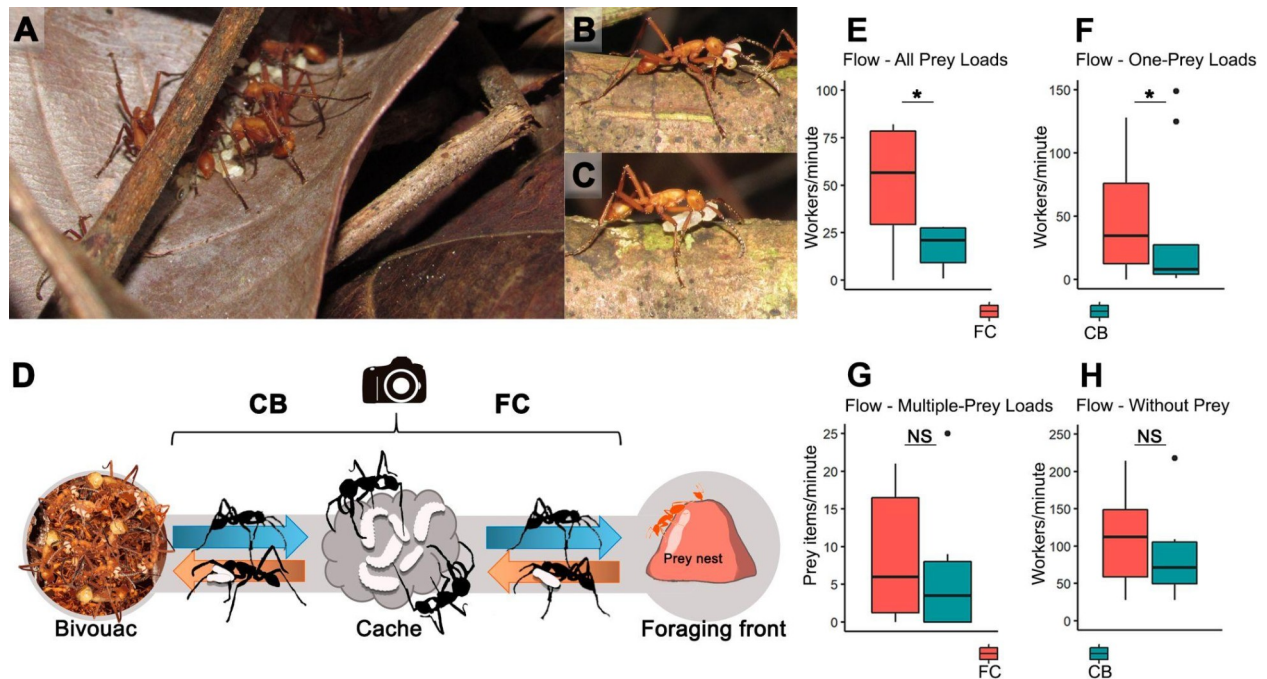 A
B
C
D
CB
FC
Prey nest
Bivouac
Cache
Foraging front
E
Flow - All Prey Loads
*
100
75
50
25
0
Workers/minute
FC
F
Flow - One-Prey Loads
*
150
100
50
0
Workers/minute
CB
G
Flow - Multiple-Prey Loads
NS
25
20
15
10
5
0
Prey items/minute
FC
H
Flow - Without Prey
NS
250
200
150
100
50
0
Workers/minute
CB